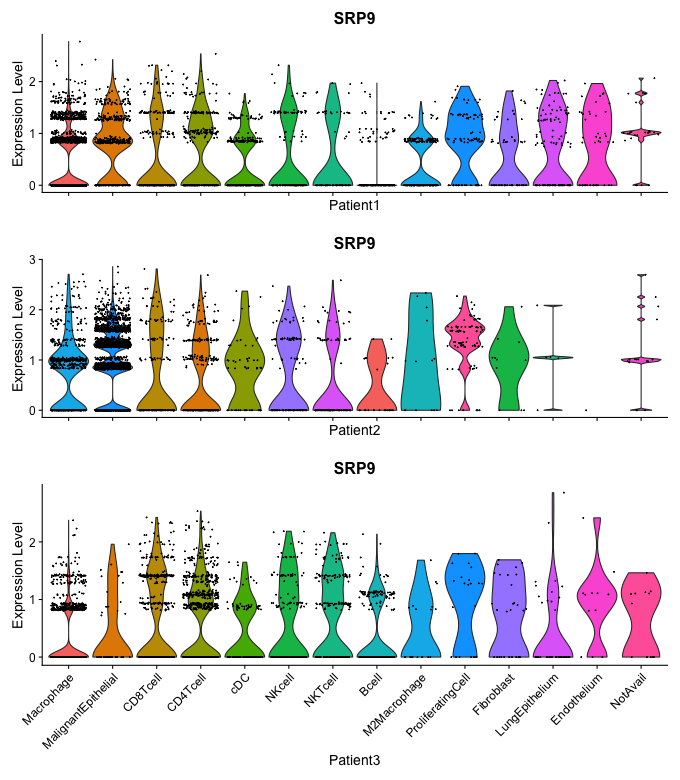 SRP9
Expression Level
2
1
0
Patient1
SRP9
Expression Level
3
2
1
0
Patient2
SRP9
Expression Level
2
1
0
Macrophage
MalignantEpithelial
CD8Tcell
CD4Tcell
cDC
NKcell
NKTcell
Bcell
M2Macrophage
ProliferatingCell
Fibroblast
LungEpithelium
Endothelium
NotAvail
Patient3